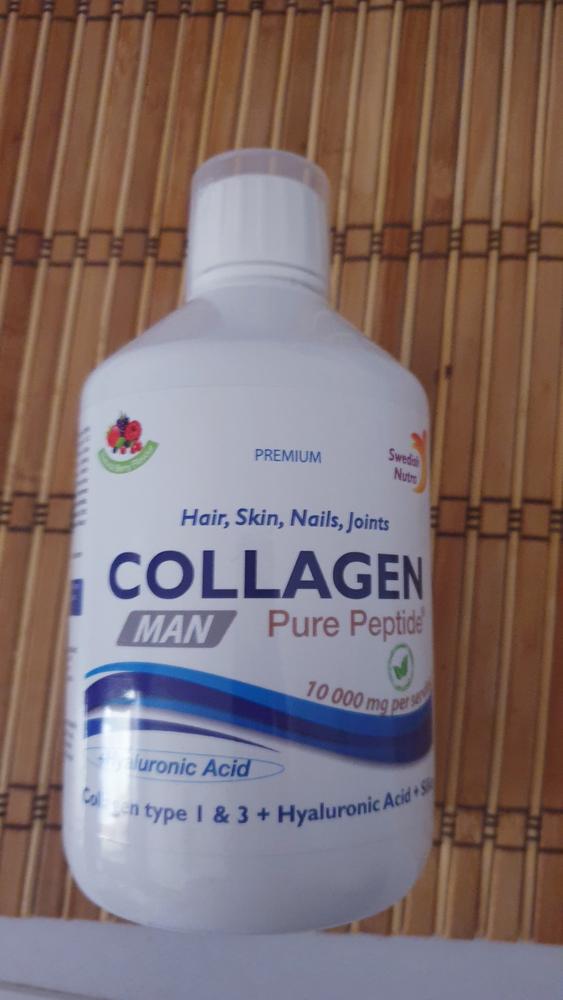 PREMIUM
Swedish
Nutra
Hair, Skin, Nails, Joints
COLLAGEN
MAN
Pure Peptide®
10 000 mg per
Hyaluronic Acid
Collagen type 1 & 3 + Hyaluronic Acid +